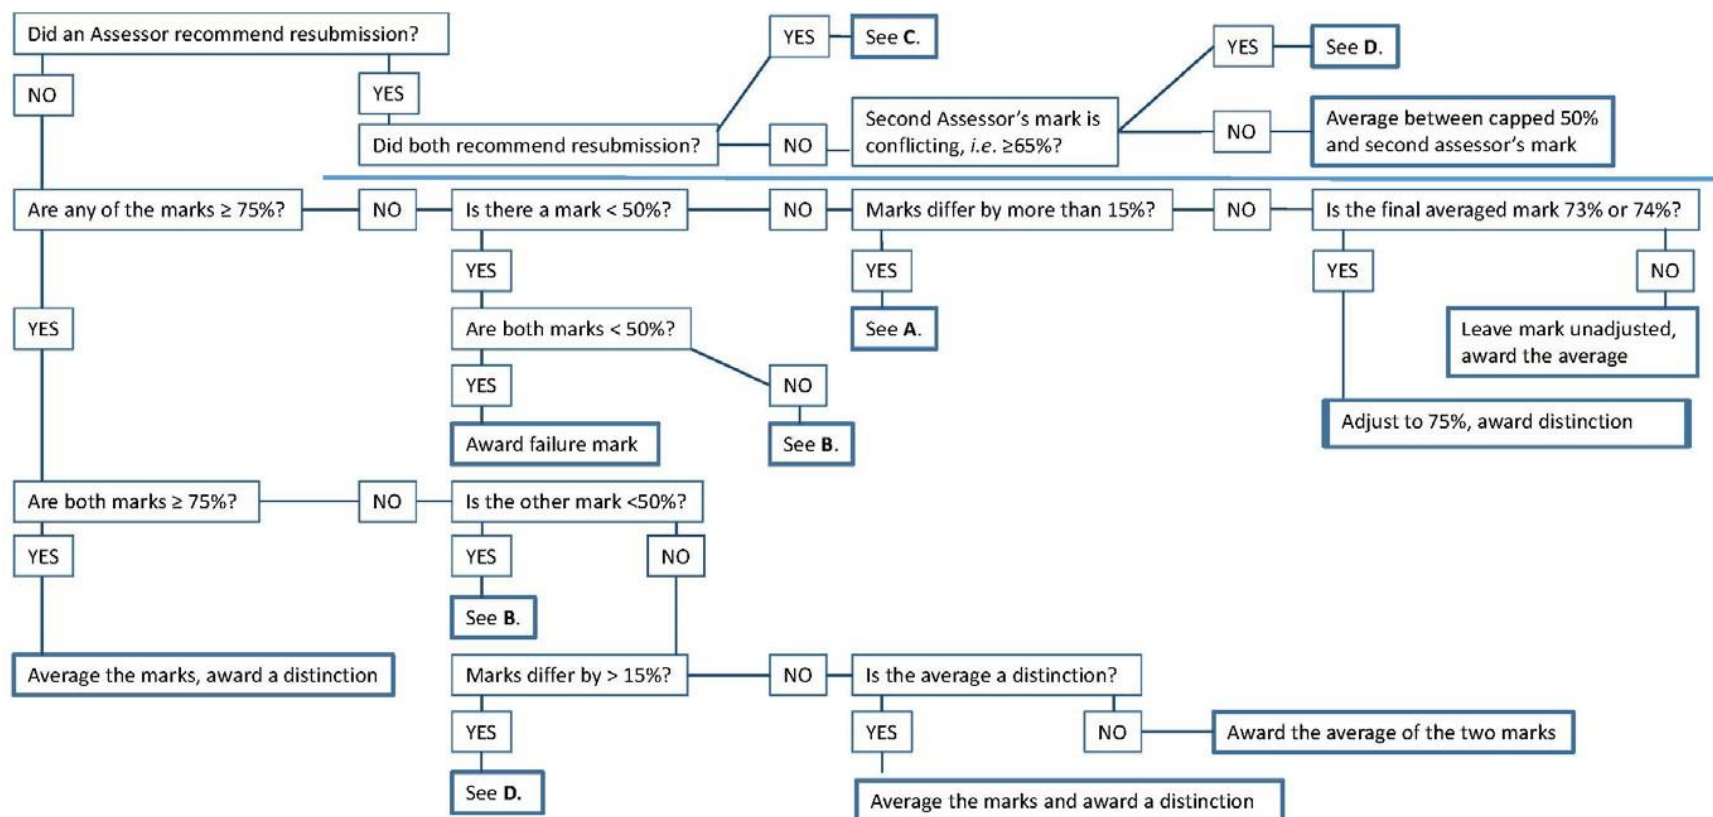 Did an Assessor recommend resubmission?
YES
See C.
YES
See D.
NO
YES
Did both recommend resubmission?
NO
Second Assessor's mark is
conflicting, i.e. ≥65%?
NO
Average between capped 50%
and second assessor's mark
Are any of the marks ≥ 75%?
NO
Is there a mark < 50%?
NO
Marks differ by more than 15%?
NO
Is the final averaged mark 73% or 74%?
YES
YES
YES
NO
YES
Are both marks < 50%?
See A.
Leave mark unadjusted,
award the average
YES
NO
Adjust to 75%, award distinction
Award failure mark
See B.
Are both marks ≥ 75%?
NO
Is the other mark <50%?
YES
YES
NO
See B.
Average the marks, award a distinction
Marks differ by > 15%?
NO
Is the average a distinction?
YES
YES
NO
Award the average of the two marks
See D.
Average the marks and award a distinction